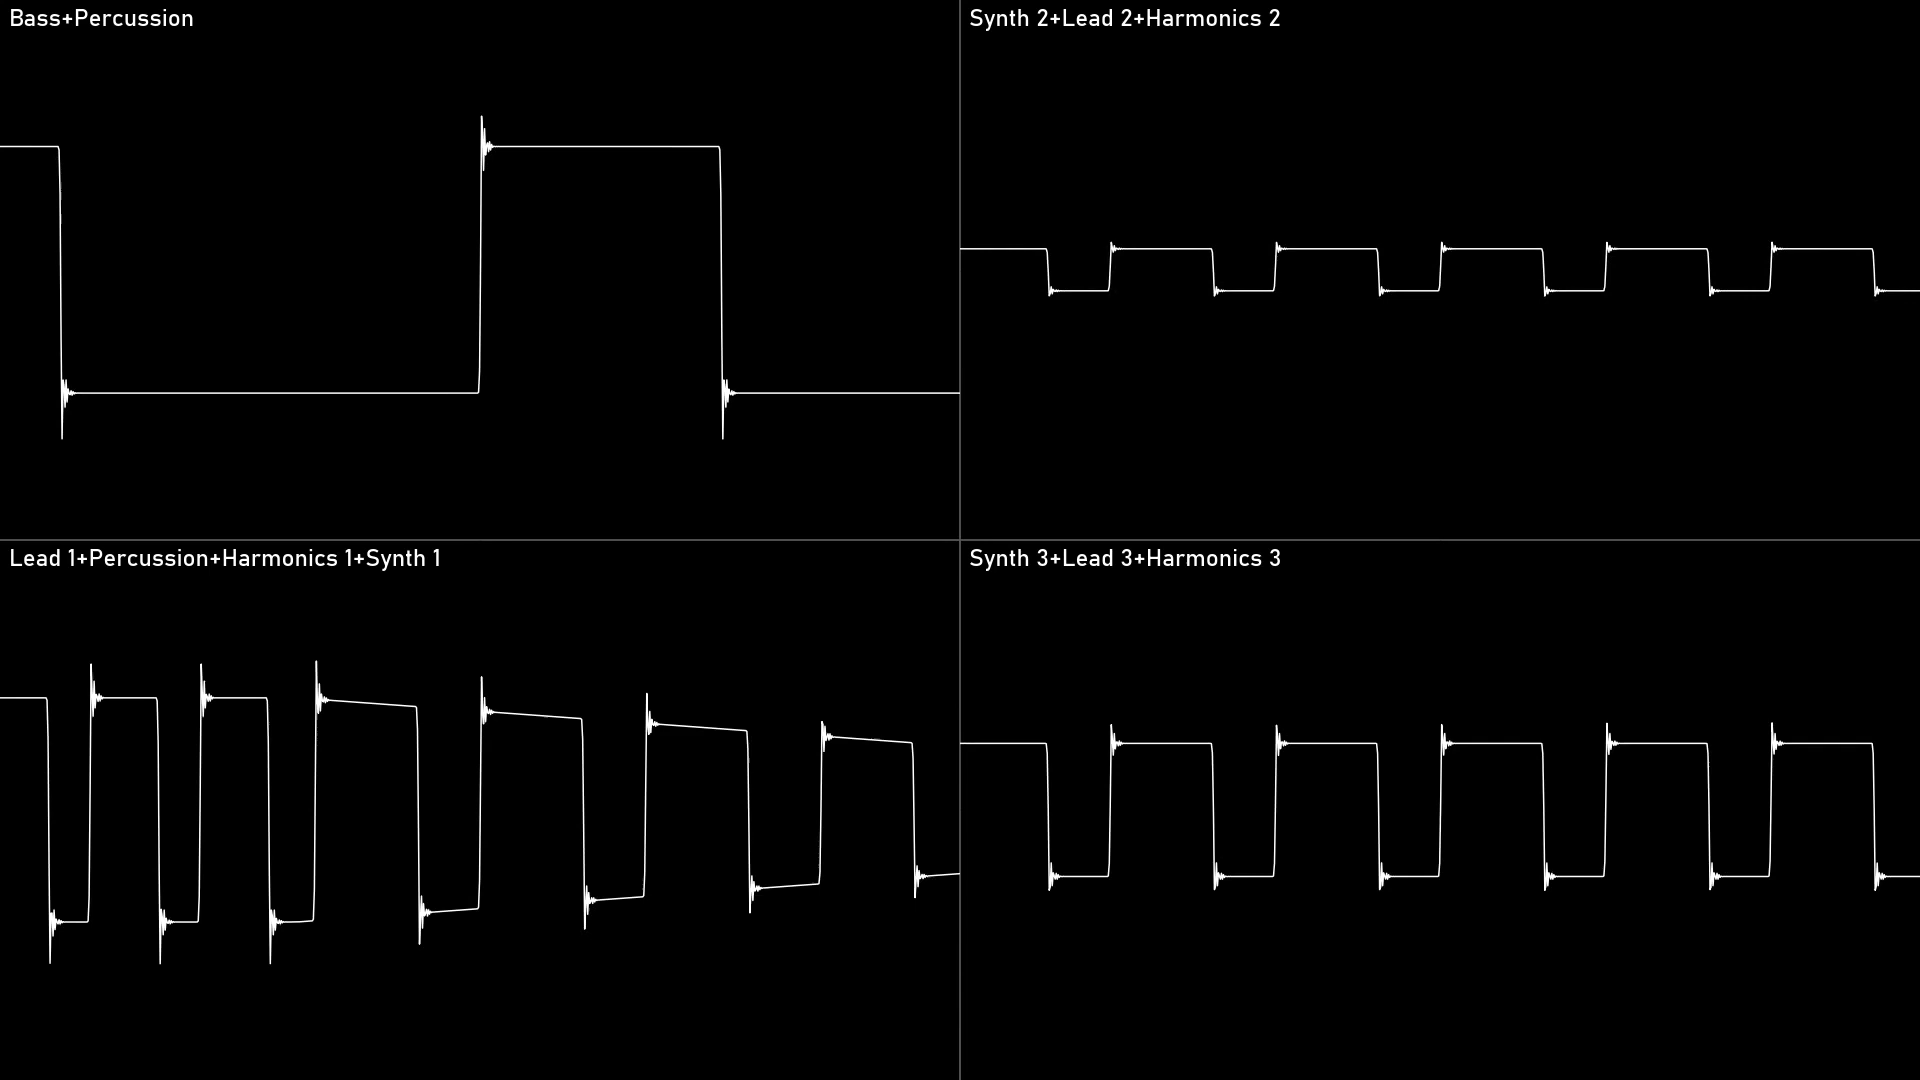 Bass+Percussion
Synth 2+Lead 2+Harmonics 2
Lead 1+Percussion+Harmonics 1+Synth 1
Synth 3+Lead 3+Harmonics 3